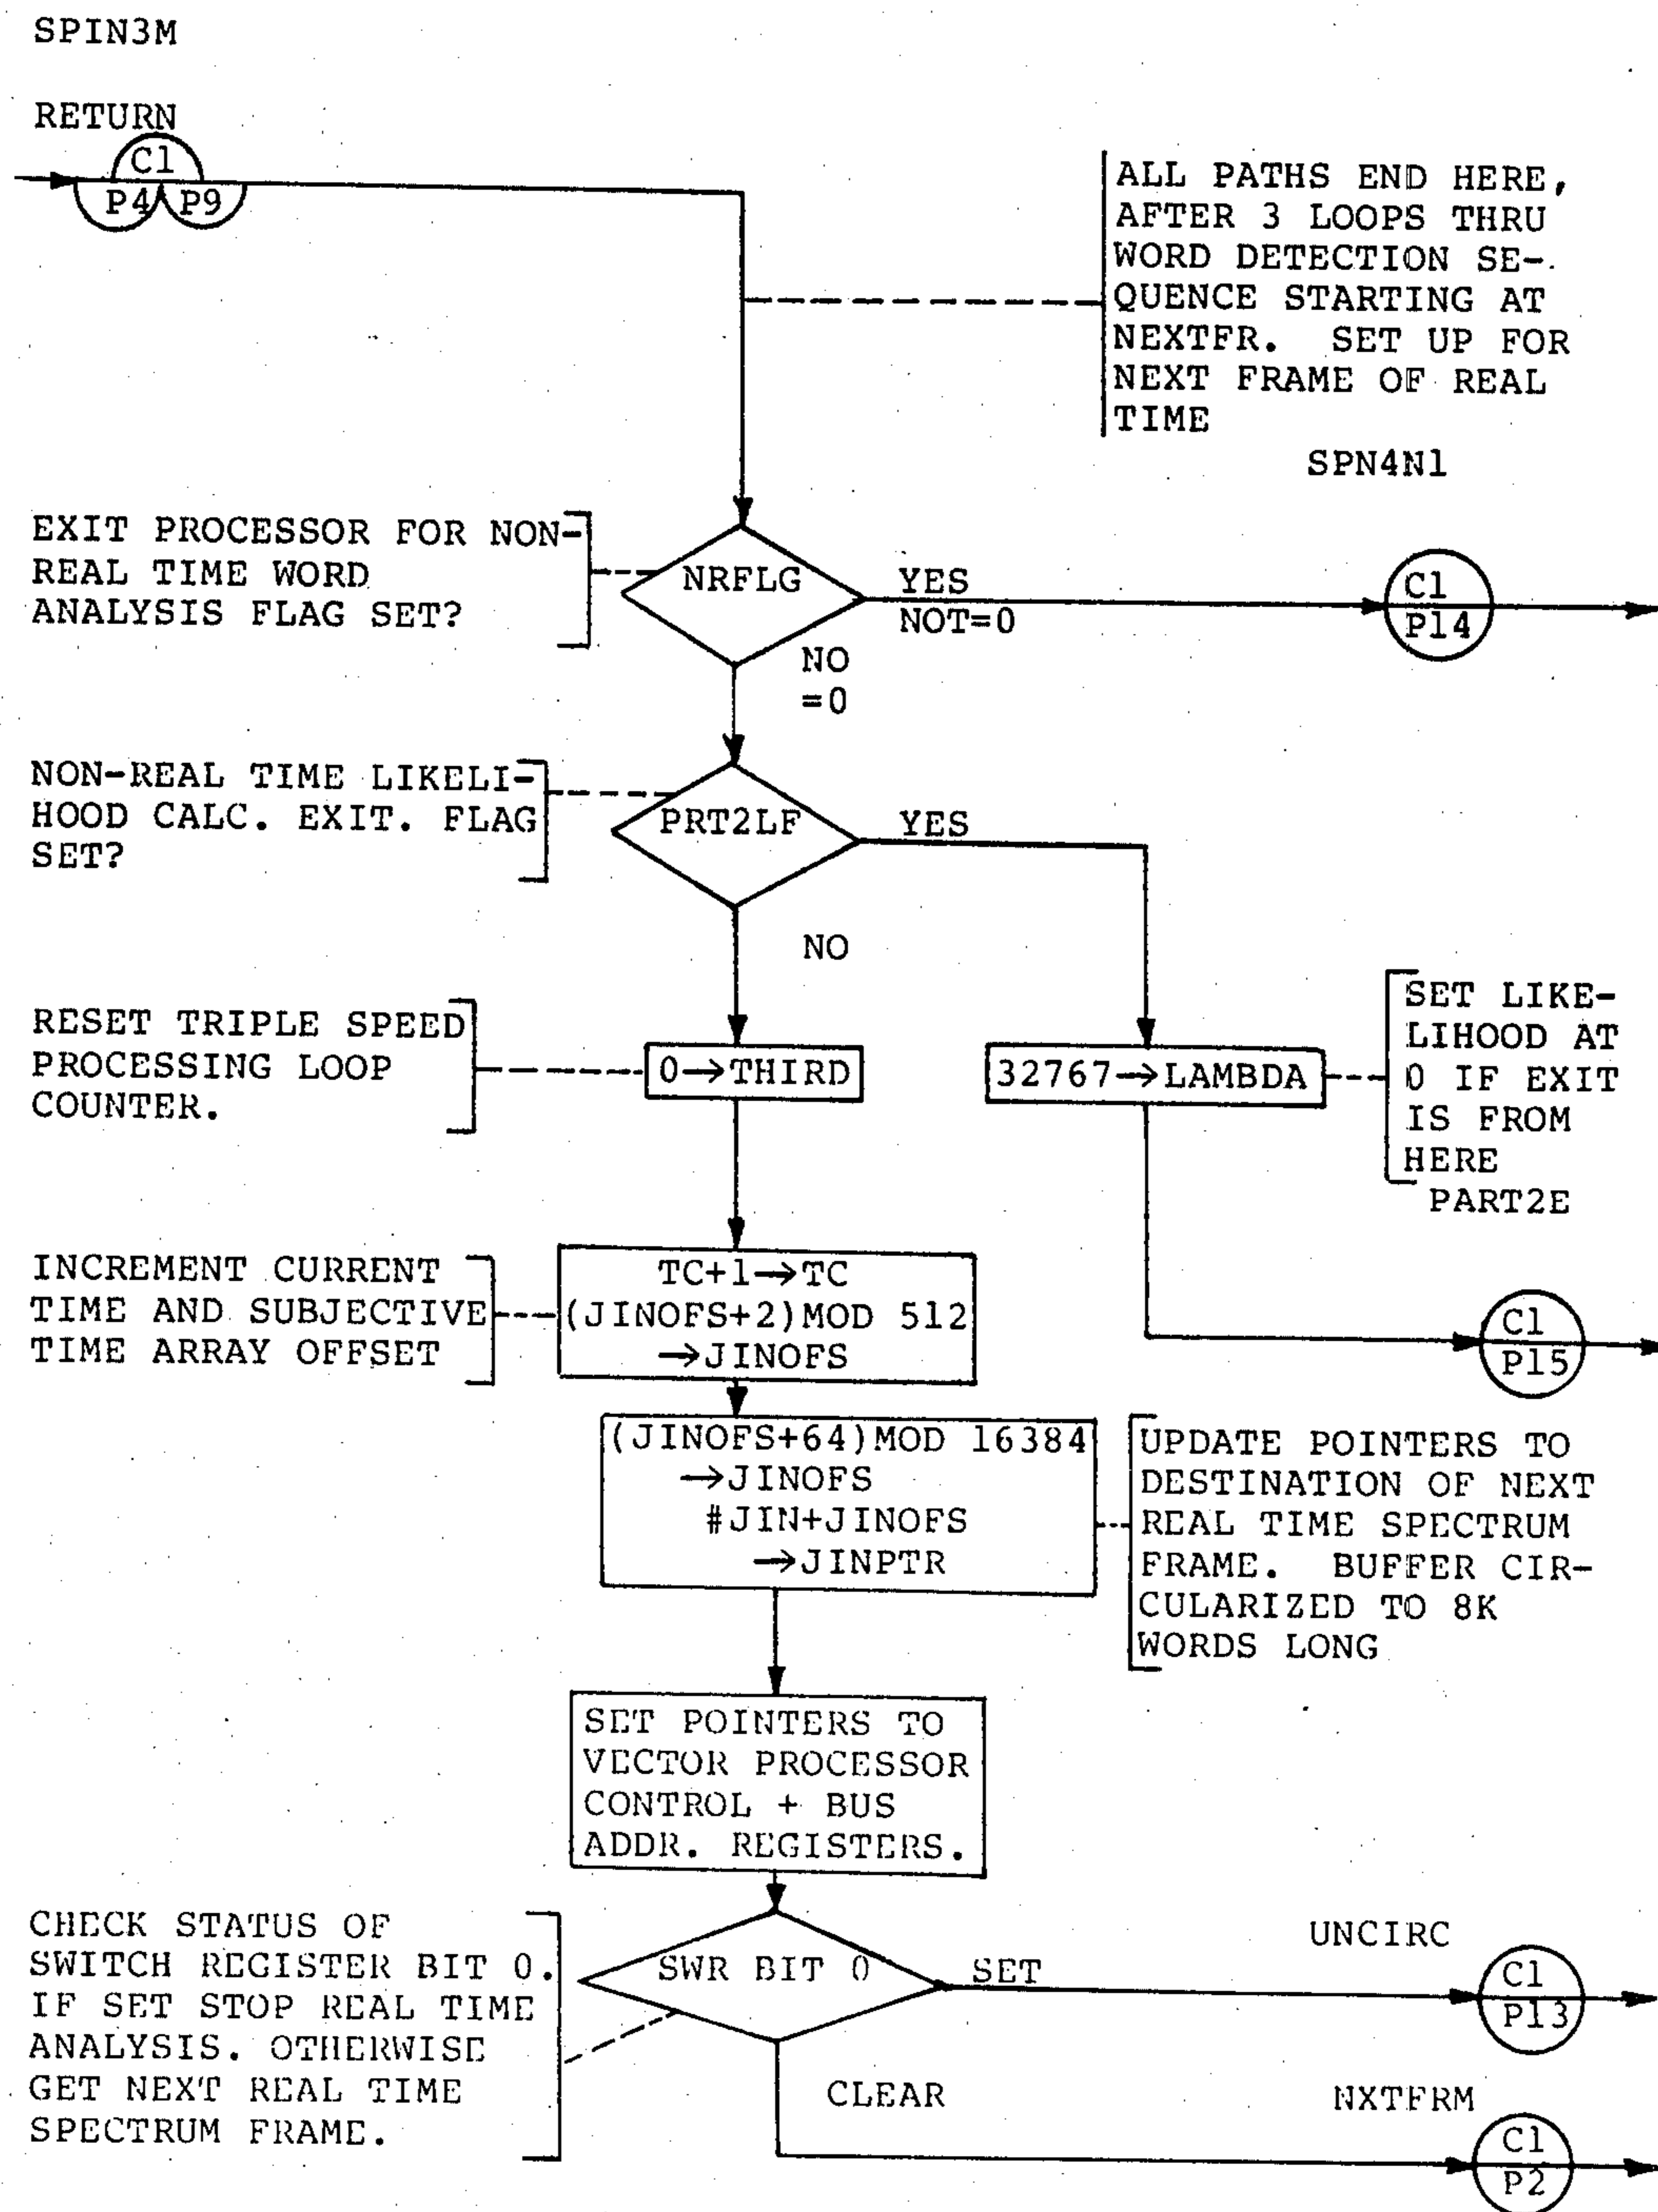 SPIN3M
RETURN
C1
P4 P9
ALL PATHS END HERE,
AFTER 3 LOOPS THRU
WORD DETECTION SE-
QUENCE STARTING AT
NEXTFR. SET UP FOR
NEXT FRAME OF REAL
TIME
SPN4N1
EXIT PROCESSOR FOR NON-
REAL TIME WORD
ANALYSIS FLAG SET?
NRFLG
YES
NOT=0
C1
P14
NO
=0
NON-REAL TIME LIKELI-
HOOD CALC. EXIT. FLAG
SET?
PRT2LF
YES
NO
RESET TRIPLE SPEED
PROCESSING LOOP
COUNTER.
0→THIRD
32767→LAMBDA
SET LIKE-
LIHOOD AT
0 IF EXIT
IS FROM
HERE
PART2E
INCREMENT CURRENT
TIME AND SUBJECTIVE
TIME ARRAY OFFSET
TC+1→TC
(JINOFS+2)MOD 512
→JINOFS
C1
P15
(JINOFS+64)MOD 16384
→JINOFS
#JIN+JINOFS
→JINPTR
UPDATE POINTERS TO
DESTINATION OF NEXT
REAL TIME SPECTRUM
FRAME. BUFFER CIR-
CULARIZED TO 8K
WORDS LONG
SET POINTERS TO
VECTOR PROCESSOR
CONTROL + BUS
ADDR. REGISTERS.
CHECK STATUS OF
SWITCH REGISTER BIT 0.
IF SET STOP REAL TIME
ANALYSIS. OTHERWISE
GET NEXT REAL TIME
SPECTRUM FRAME.
SWR BIT 0
SET
UNCIRC
C1
P13
CLEAR
NXTFRM
C1
P2